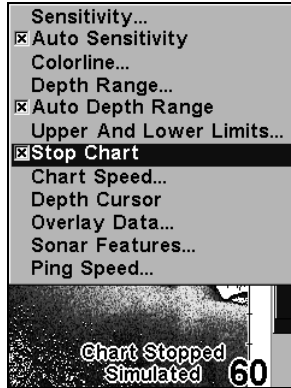 Sensitivity...
Auto Sensitivity
Colorline...
Depth Range...
Auto Depth Range
Upper And Lower Limits...
Stop Chart
Chart Speed...
Depth Cursor
Overlay Data...
Sonar Features...
Ping Speed...
Chart Stopped
Simulated
60